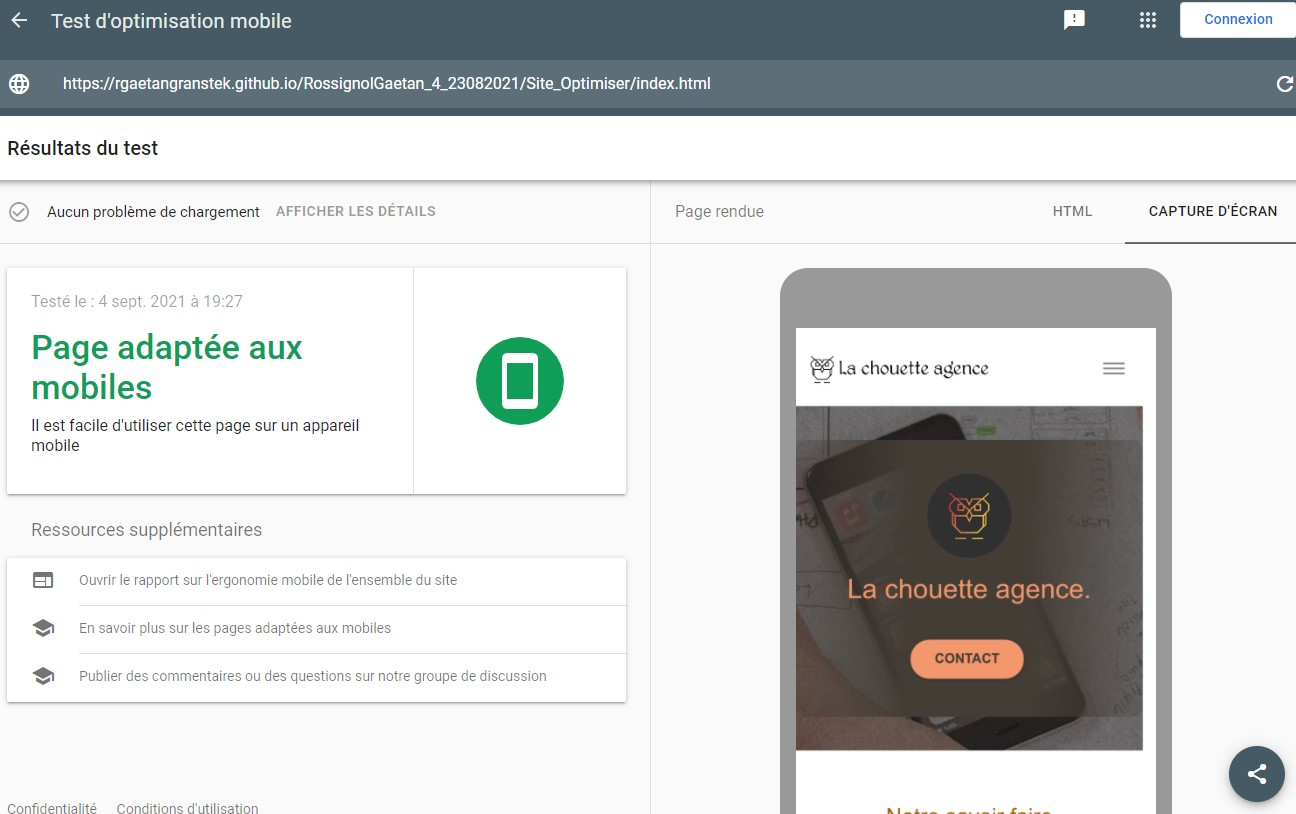 Test d'optimisation mobile
Connexion
https://rgaetangranstek.github.io/RossignolGaetan_4_23082021/Site_Optimiser/index.html
Résultats du test
Aucun problème de chargement
AFFICHER LES DÉTAILS
Page rendue
HTML
CAPTURE D'ÉCRAN
Testé le : 4 sept. 2021 à 19:27
Page adaptée aux
mobiles
Il est facile d'utiliser cette page sur un appareil
mobile
Ressources supplémentaires
Ouvrir le rapport sur l'ergonomie mobile de l'ensemble du site
En savoir plus sur les pages adaptées aux mobiles
Publier des commentaires ou des questions sur notre groupe de discussion
Confidentialité
Conditions d'utilisation
La chouette agence
La chouette agence.
CONTACT
Notre savoir faire